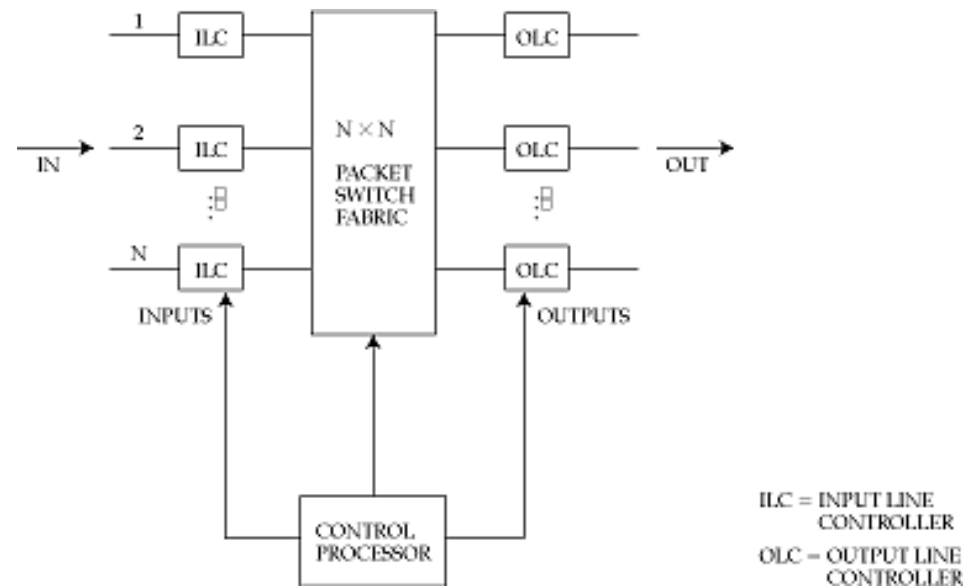 1
ILC
OLC
IN
2
ILC
N × N
PACKET
SWITCH
FABRIC
OLC
OUT
N
ILC
OLC
INPUTS
OUTPUTS
CONTROL
PROCESSOR
ILC = INPUT LINE
CONTROLLER
OLC = OUTPUT LINE
CONTROLLER